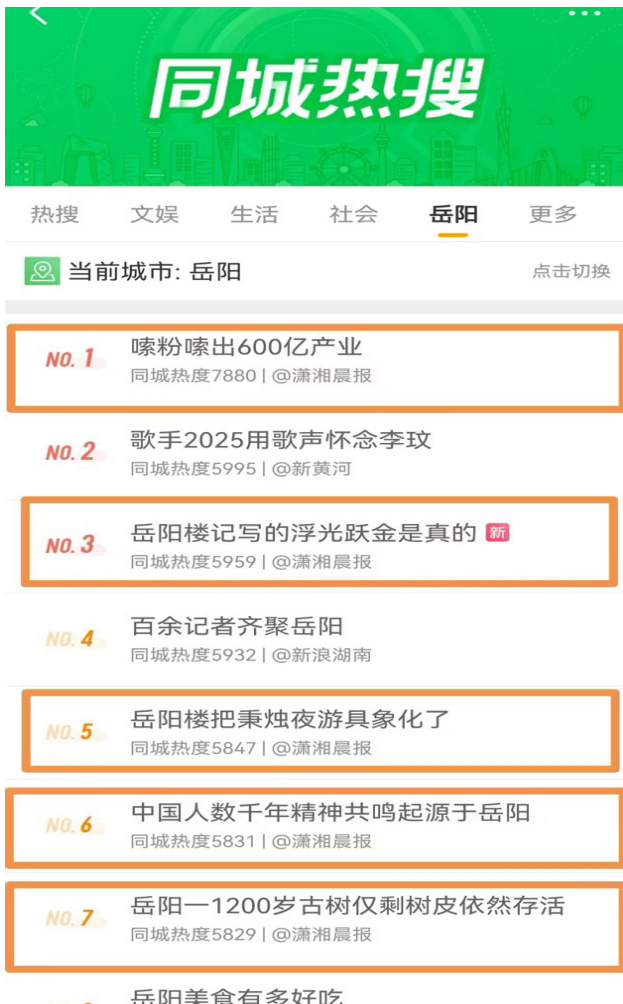 同城热搜
热搜 文娱 生活 社会 岳阳 更多
当前城市: 岳阳 点击切换
NO. 1 嗦粉嗦出600亿产业
同城热度7880 | @潇湘晨报
NO. 2 歌手2025用歌声怀念李玟
同城热度5995 | @新黄河
NO. 3 岳阳楼记写的浮光跃金是真的 新
同城热度5959 | @潇湘晨报
NO. 4 百余记者齐聚岳阳
同城热度5932 | @新浪湖南
NO. 5 岳阳楼把秉烛夜游具象化了
同城热度5847 | @潇湘晨报
NO. 6 中国人数千年精神共鸣起源于岳阳
同城热度5831 | @潇湘晨报
NO. 7 岳阳一1200岁古树仅剩树皮依然存活
同城热度5829 | @潇湘晨报
岳阳美食有多好吃